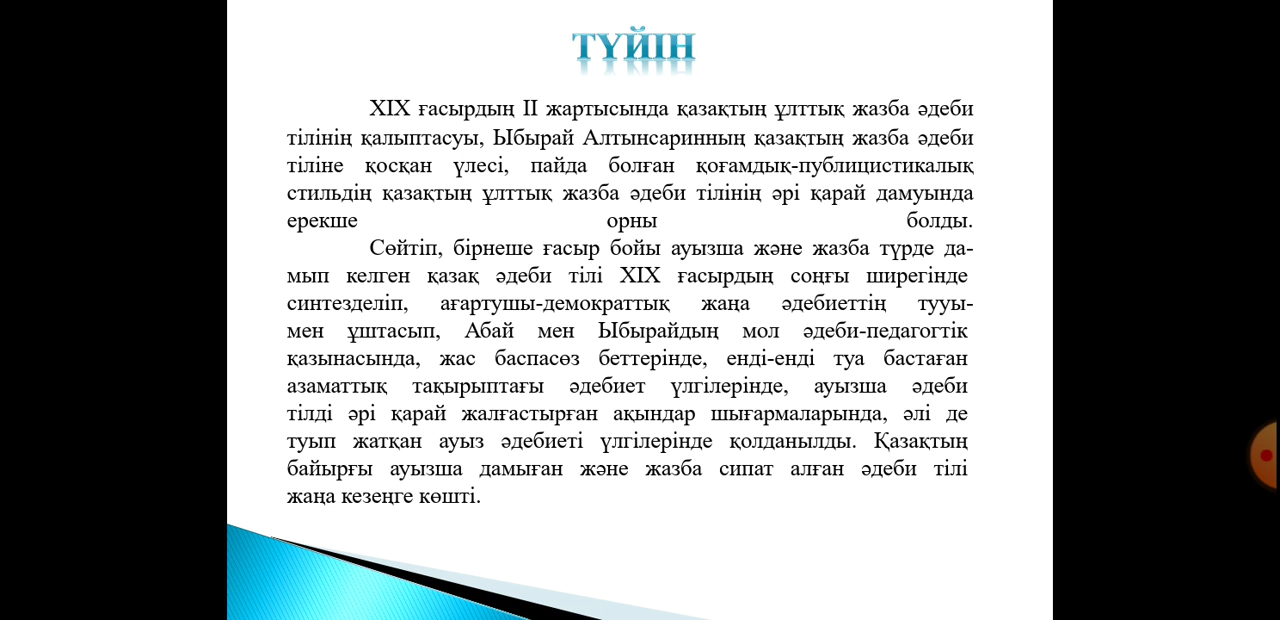 ТҮЙІН
XIX ғасырдың II жартысында қазақтың ұлттық жазба әдеби
тілінің қалыптасуы, Ыбырай Алтынсаринның қазақтың жазба әдеби
тіліне қосқан үлесі, пайда болған қоғамдық-публицистикалық
стильдің қазақтың ұлттық жазба әдеби тілінің әрі қарай дамуында
ерекше орны болды.
Сөйтіп, бірнеше ғасыр бойы ауызша және жазба түрде да-
мып келген қазақ әдеби тілі XIX ғасырдың соңғы ширегінде
синтезделіп, ағартушы-демократтық жаңа әдебиеттің тууы-
мен ұштасып, Абай мен Ыбырайдың мол әдеби-педагогтік
қазынасында, жас баспасөз беттерінде, енді-енді туа бастаған
азаматтық тақырыптағы әдебиет үлгілерінде, ауызша әдеби
тілді әрі қарай жалғастырған ақындар шығармаларында, әлі де
туып жатқан ауыз әдебиеті үлгілерінде қолданылды. Қазақтың
байырғы ауызша дамыған және жазба сипат алған әдеби тілі
жаңа кезеңге көшті.